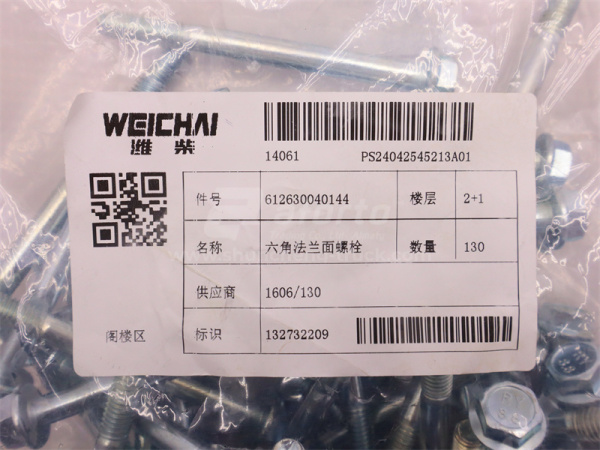 WEICHAI
潍柴
14061 PS24042545213A01
件号 612630040144 楼层 2+1
名称 六角法兰面螺栓 数量 130
供应商 1606/130
阁楼区 标识 132732209